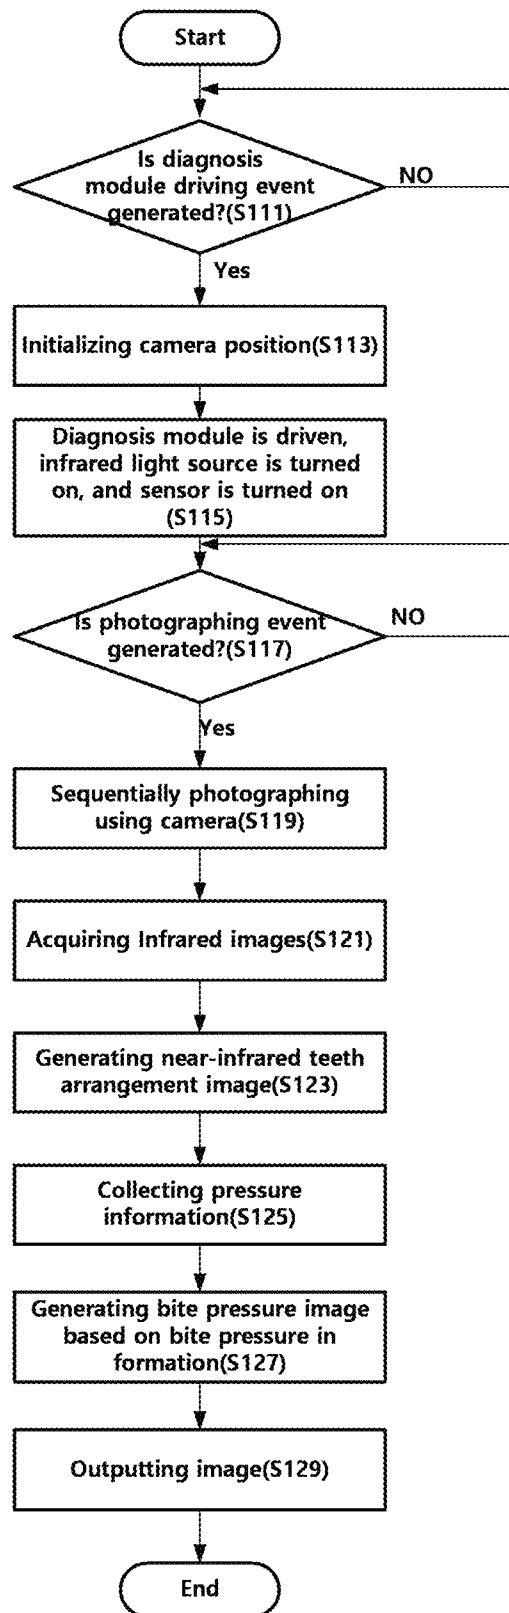 Start
Is diagnosis
module driving event
generated?(S111)
NO
Yes
Initializing camera position(S113)
Diagnosis module is driven,
infrared light source is turned
on, and sensor is turned on
(S115)
Is photographing event
generated?(S117)
NO
Yes
Sequentially photographing
using camera(S119)
Acquiring Infrared images(S121)
Generating near-infrared teeth
arrangement image(S123)
Collecting pressure
information(S125)
Generating bite pressure image
based on bite pressure in
formation(S127)
Outputting image(S129)
End